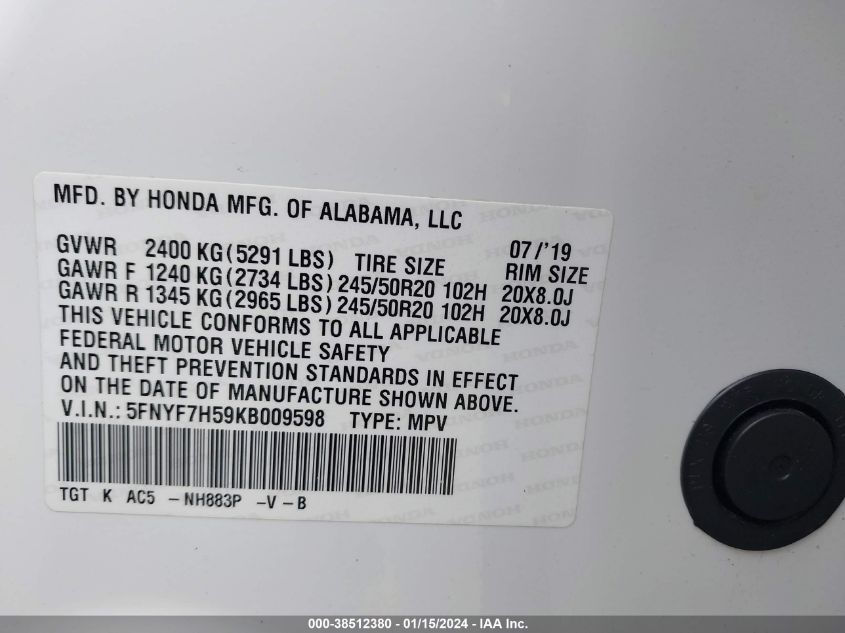 MFD. BY HONDA MFG. OF ALABAMA, LLC
GVWR 2400 KG(5291 LBS) TIRE SIZE 07/'19 RIM SIZE
GAWR F 1240 KG(2734 LBS) 245/50R20 102H 20X8.0J
GAWR R 1345 KG(2965 LBS) 245/50R20 102H 20X8.0J
THIS VEHICLE CONFORMS TO ALL APPLICABLE
FEDERAL MOTOR VEHICLE SAFETY
AND THEFT PREVENTION STANDARDS IN EFFECT
ON THE DATE OF MANUFACTURE SHOWN ABOVE.
V.I.N.: 5FNYF7H59KB009598 TYPE: MPV
TGT K AC5 -NH883P -V-B
000-38512380 - 01/15/2024 - IAA Inc.